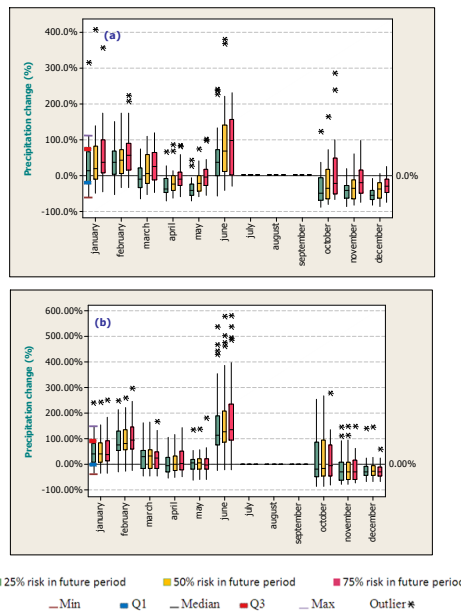 400.0%
(a)
300.0%
200.0%
100.0%
0.0%
0.0%
-100.0%
Precipitation change (%)
january
february
march
april
may
june
july
august
september
october
november
december
600.00%
(b)
500.00%
400.00%
300.00%
200.00%
100.00%
0.00%
0.00%
-100.00%
Precipitation change (%)
january
february
march
april
may
june
july
august
september
october
november
december
25% risk in future period 50% risk in future period 75% risk in future period
Min Q1 Median Q3 Max Outlier